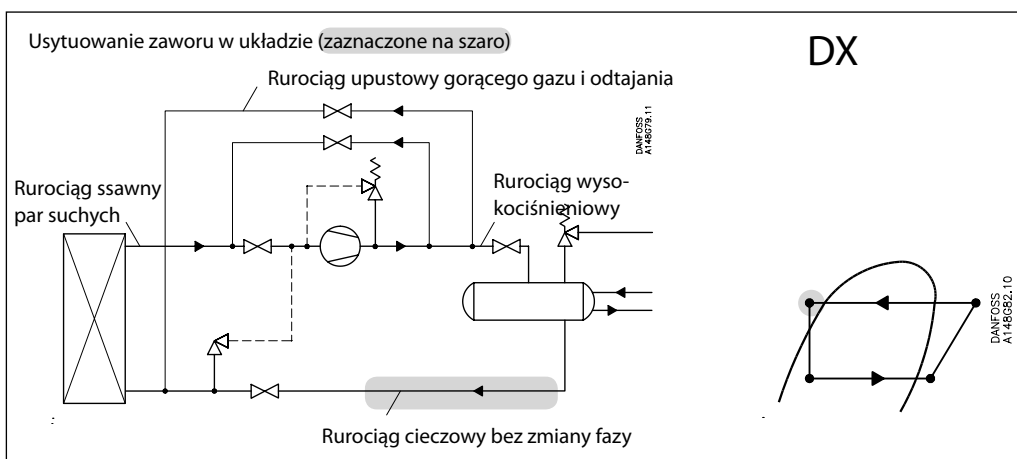 Usytuowanie zaworu w układzie (zaznaczone na szaro)
DX
Rurociąg upustowy gorącego gazu i odtajania
DANFOSS
A148G79.11
Rurociąg ssawny
par suchych
Rurociąg wyso-
kociśnieniowy
DANFOSS
A148G82.10
Rurociąg cieczowy bez zmiany fazy